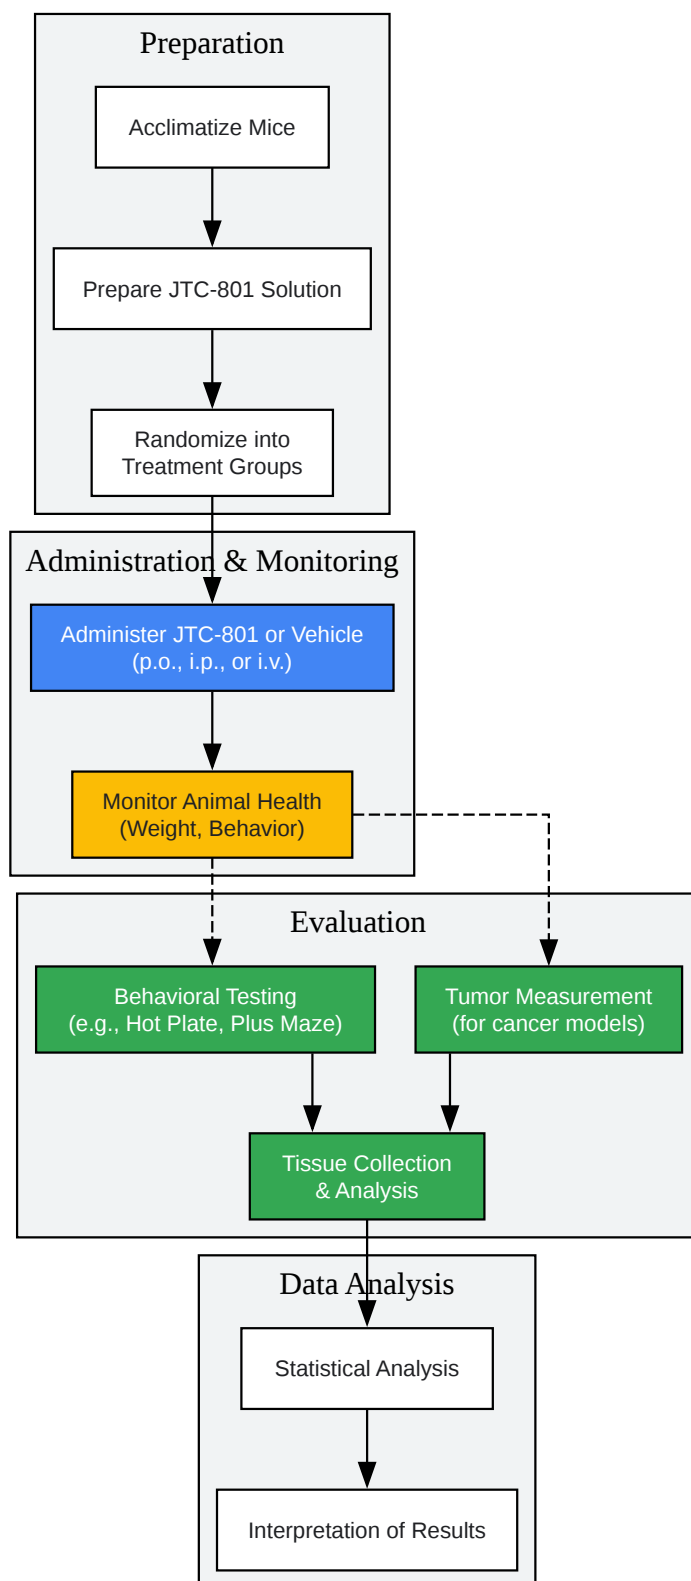 Preparation
Acclimatize Mice
Prepare JTC-801 Solution
Randomize into
Treatment Groups
Administration & Monitoring
Administer JTC-801 or Vehicle
(p.o., i.p., or i.v.)
Monitor Animal Health
(Weight, Behavior)
Evaluation
Behavioral Testing
(e.g., Hot Plate, Plus Maze)
Tumor Measurement
(for cancer models)
Tissue Collection
& Analysis
Data Analysis
Statistical Analysis
Interpretation of Results